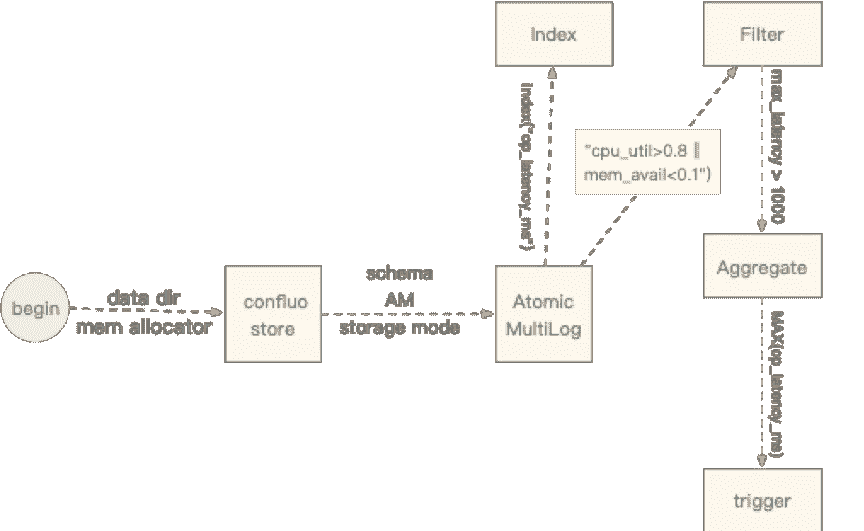 Index
Filter
index("op_latency_ms")
"cpu_util>0.8 ||
mem_avail<0.1")
max_latency > 1000
Aggregate
begin
data dir
mem allocator
confluo
store
schema
AM
storage mode
Atomic
MultiLog
MAX(op_latency_ms)
trigger